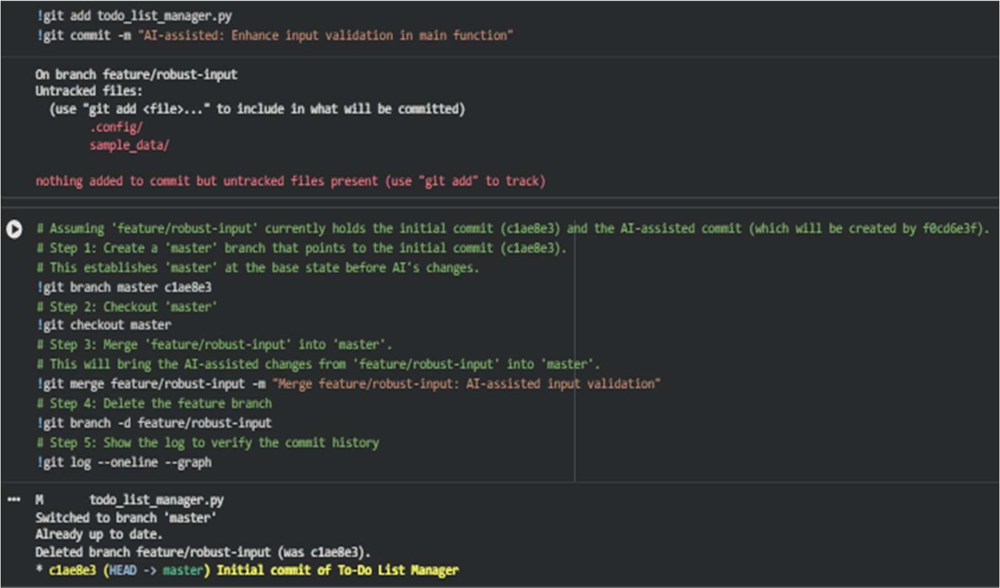 !git add todo_list_manager.py
!git commit -m "AI-assisted: Enhance input validation in main function"
On branch feature/robust-input
Untracked files:
(use "git add <file>..." to include in what will be committed)
.config/
sample_data/
nothing added to commit but untracked files present (use "git add" to track)
# Assuming 'feature/robust-input' currently holds the initial commit (c1ae8e3) and the AI-assisted commit (which will be created by f0cd6e3f).
# Step 1: Create a 'master' branch that points to the initial commit (c1ae8e3).
# This establishes 'master' at the base state before AI's changes.
!git branch master c1ae8e3
# Step 2: Checkout 'master'
!git checkout master
# Step 3: Merge 'feature/robust-input' into 'master'.
# This will bring the AI-assisted changes from 'feature/robust-input' into 'master'.
!git merge feature/robust-input -m "Merge feature/robust-input: AI-assisted input validation"
# Step 4: Delete the feature branch
!git branch -d feature/robust-input
# Step 5: Show the log to verify the commit history
!git log --oneline --graph
M todo_list_manager.py
Switched to branch 'master'
Already up to date.
Deleted branch feature/robust-input (was c1ae8e3).
* c1ae8e3 (HEAD -> master) Initial commit of To-Do List Manager